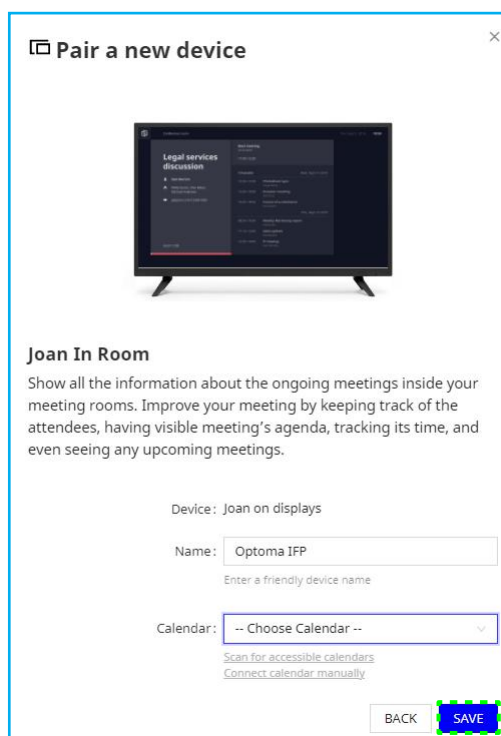 Pair a new device
Legal services
discussion
Joan In Room
Show all the information about the ongoing meetings inside your
meeting rooms. Improve your meeting by keeping track of the
attendees, having visible meeting's agenda, tracking its time, and
even seeing any upcoming meetings.
Device: Joan on displays
Name: Optoma IFP
Enter a friendly device name
Calendar: -- Choose Calendar --
Scan for accessible calendars
Connect calendar manually
BACK SAVE